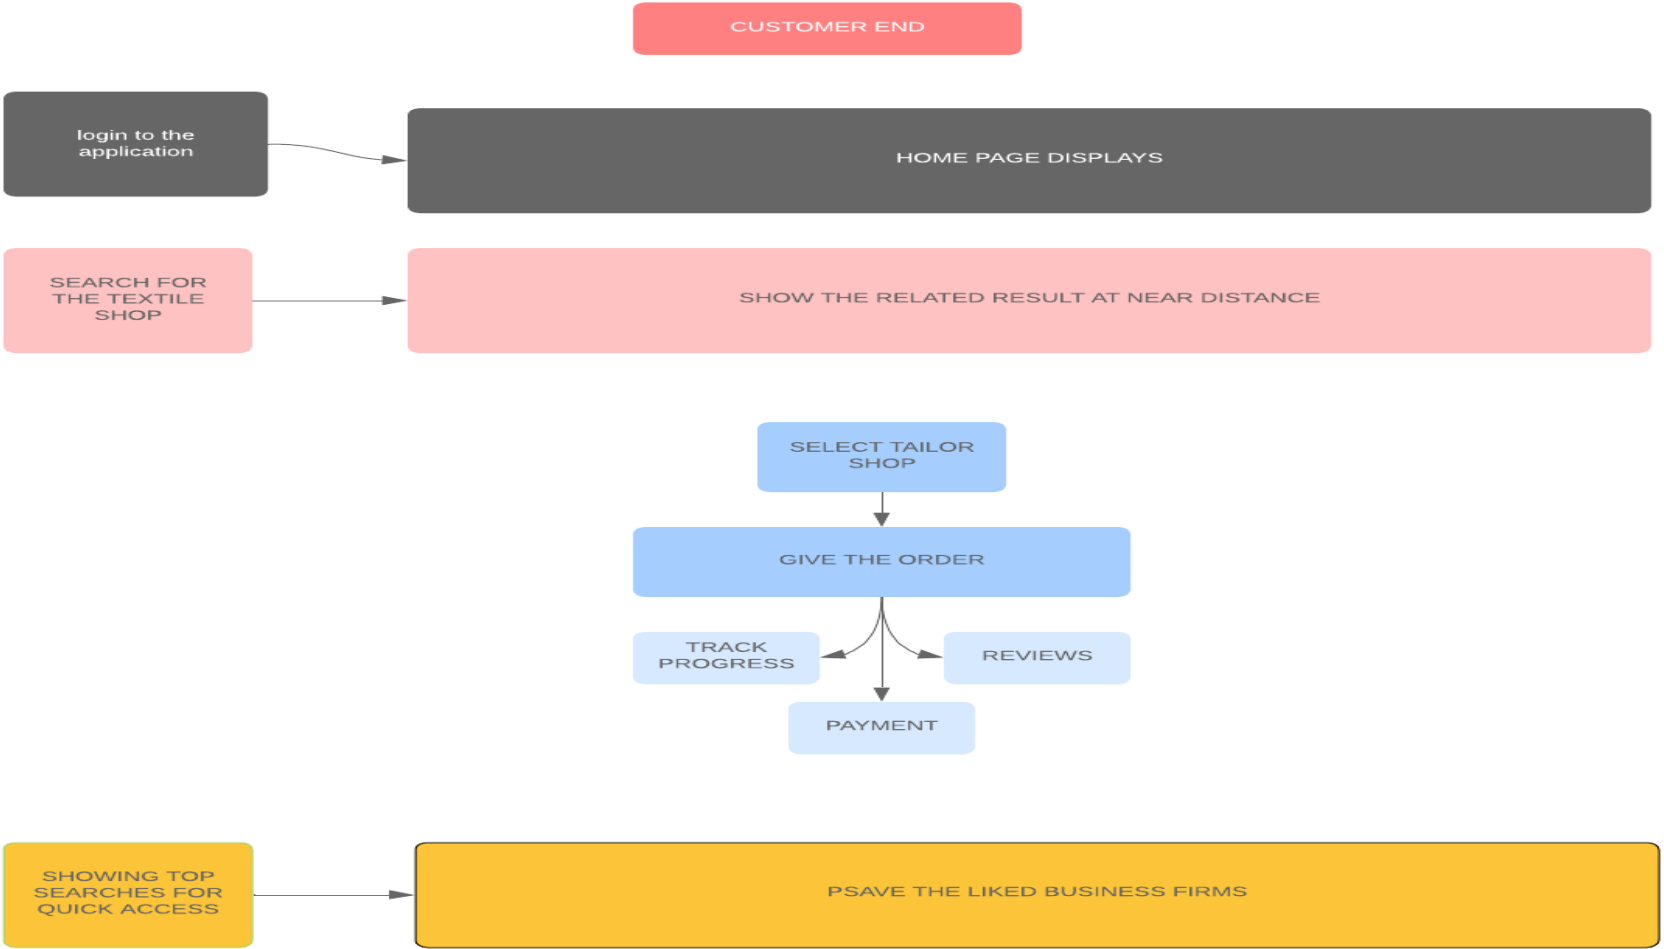 CUSTOMER END
login to the
application
HOME PAGE DISPLAYS
SEARCH FOR
THE TEXTILE
SHOP
SHOW THE RELATED RESULT AT NEAR DISTANCE
SELECT TAILOR
SHOP
GIVE THE ORDER
TRACK
PROGRESS
REVIEWS
PAYMENT
SHOWING TOP
SEARCHES FOR
QUICK ACCESS
PSAVE THE LIKED BUSINESS FIRMS